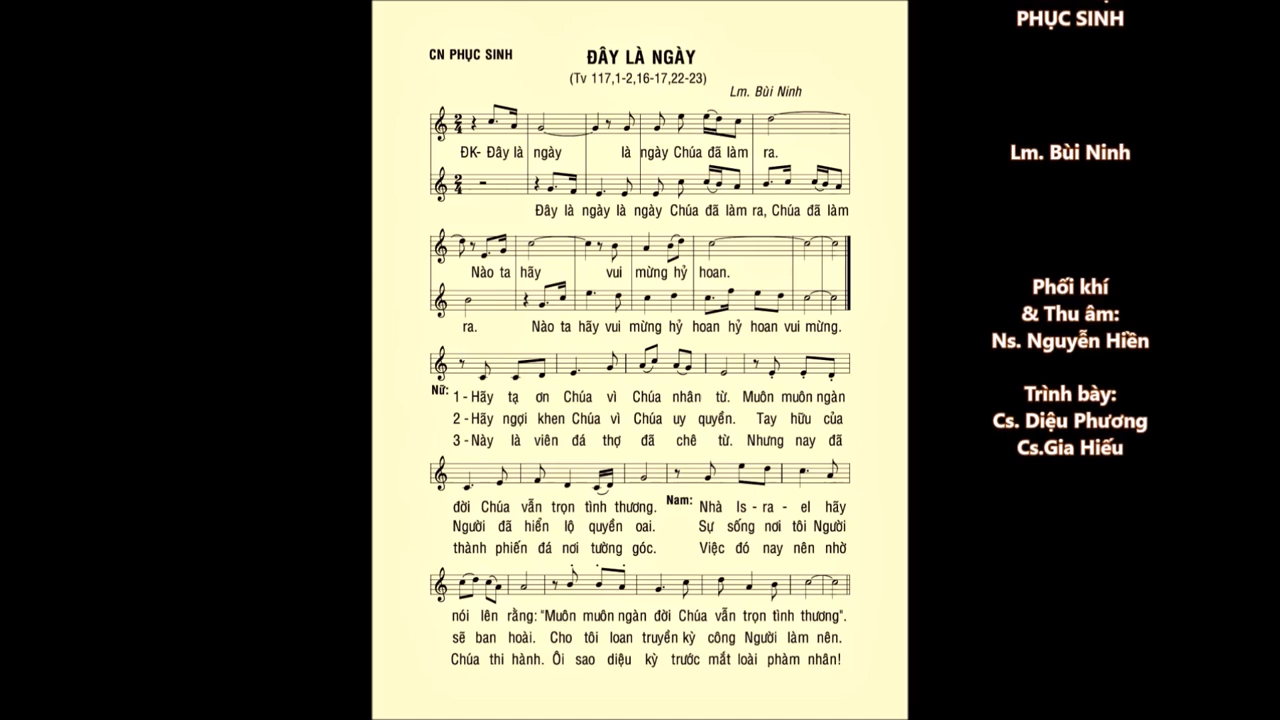 CN PHỤC SINH
ĐÂY LÀ NGÀY
(Tv 117,1-2,16-17,22-23)
Lm. Bùi Ninh
ĐK- Đây là ngày là ngày Chúa đã làm ra.
Đây là ngày là ngày Chúa đã làm ra, Chúa đã làm
Nào ta hãy vui mừng hỷ hoan.
ra. Nào ta hãy vui mừng hỷ hoan hỷ hoan vui mừng.
Nữ: 1 - Hãy tạ ơn Chúa vì Chúa nhân từ. Muôn muôn ngàn
2 - Hãy ngợi khen Chúa vì Chúa uy quyền. Tay hữu của
3 - Này là viên đá thợ đã chê từ. Nhưng nay đã
đời Chúa vẫn trọn tình thương. Nam: Nhà Is - ra - el hãy
Người đã hiển lộ quyền oai. Sự sống nơi tôi Người
thành phiến đá nơi tường góc. Việc đó nay nên nhờ
nói lên rằng: "Muôn muôn ngàn đời Chúa vẫn trọn tình thương".
sẽ ban hoài. Cho tôi loan truyền kỳ công Người làm nên.
Chúa thi hành. Ôi sao diệu kỳ trước mắt loài phàm nhân!
PHỤC SINH
Lm. Bùi Ninh
Phối khí
& Thu âm:
Ns. Nguyễn Hiền
Trình bày:
Cs. Diệu Phương
Cs.Gia Hiếu